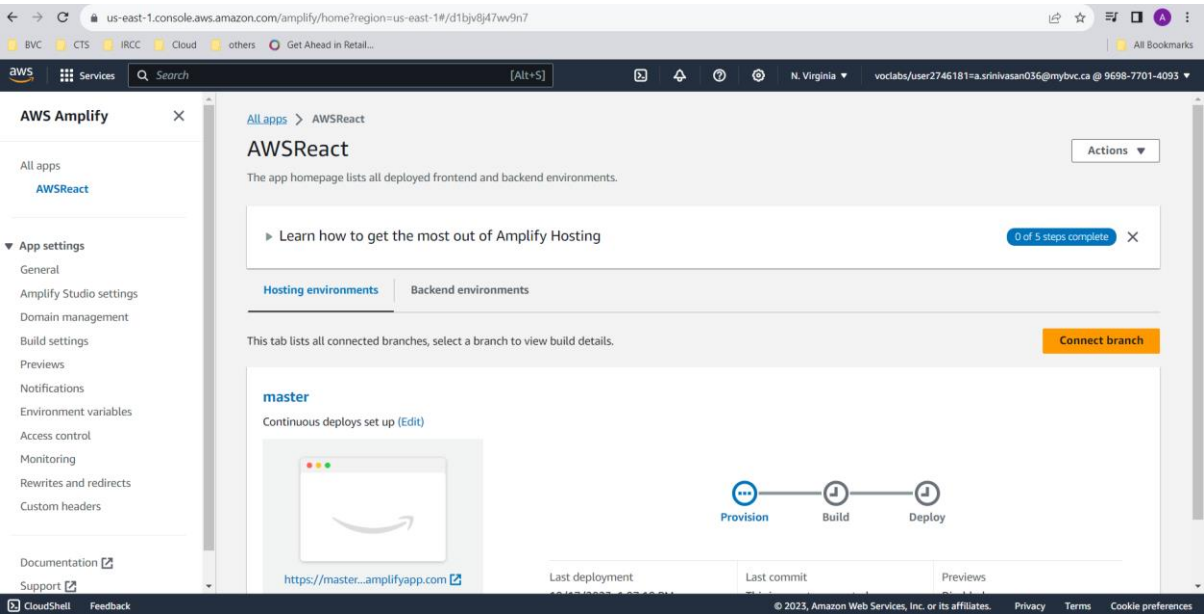 us-east-1.console.aws.amazon.com/amplify/home?region=us-east-1#/d1bjv8j47wv9n7
A
BVC CTS IRCC Cloud others Get Ahead in Retail... All Bookmarks
aws Services Search [Alt+S] N. Virginia ▼ voclabs/user2746181=a.srinivasan036@mybvc.ca @ 9698-7701-4093 ▼
AWS Amplify
All apps
AWSReact
App settings
General
Amplify Studio settings
Domain management
Build settings
Previews
Notifications
Environment variables
Access control
Monitoring
Rewrites and redirects
Custom headers
Documentation
Support
All apps > AWSReact
AWSReact
Actions ▼
The app homepage lists all deployed frontend and backend environments.
Learn how to get the most out of Amplify Hosting
0 of 5 steps complete
Hosting environments Backend environments
This tab lists all connected branches, select a branch to view build details.
Connect branch
master
Continuous deploys set up (Edit)
https://master...amplifyapp.com
Provision Build Deploy
Last deployment Last commit Previews
CloudShell Feedback © 2023, Amazon Web Services, Inc. or its affiliates. Privacy Terms Cookie preferences